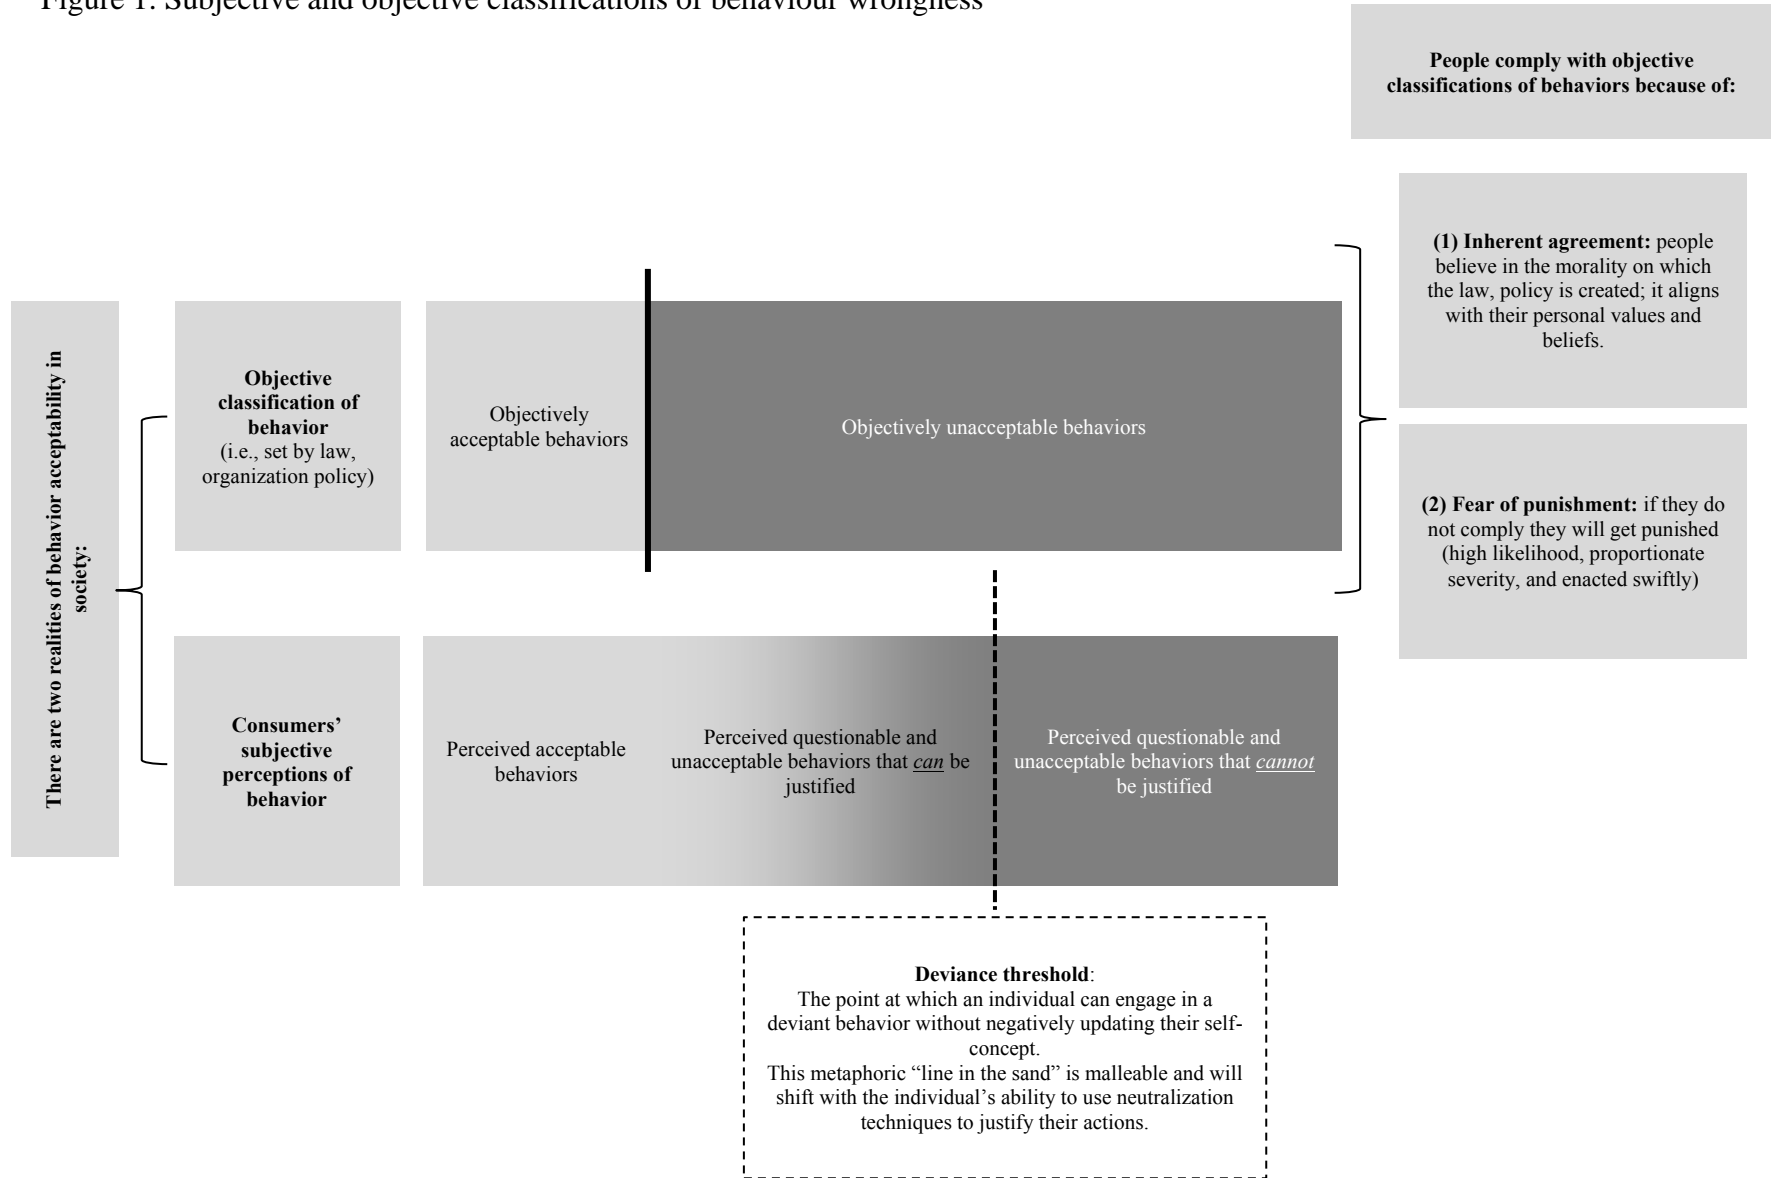 Figure 1. Subjective and objective classifications of behaviour wrongness
People comply with objective
classifications of behaviors because of:
(1) Inherent agreement: people
believe in the morality on which
the law, policy is created; it aligns
with their personal values and
beliefs.
(2) Fear of punishment: if they do
not comply they will get punished
(high likelihood, proportionate
severity, and enacted swiftly)
There are two realities of behavior acceptability in
society:
Objective
classification of
behavior
(i.e., set by law,
organization policy)
Objectively
acceptable behaviors
Objectively unacceptable behaviors
Consumers’
subjective
perceptions of
behavior
Perceived acceptable
behaviors
Perceived questionable and
unacceptable behaviors that can be
justified
Perceived questionable and
unacceptable behaviors that cannot
be justified
Deviance threshold:
The point at which an individual can engage in a
deviant behavior without negatively updating their self-
concept.
This metaphoric “line in the sand” is malleable and will
shift with the individual’s ability to use neutralization
techniques to justify their actions.